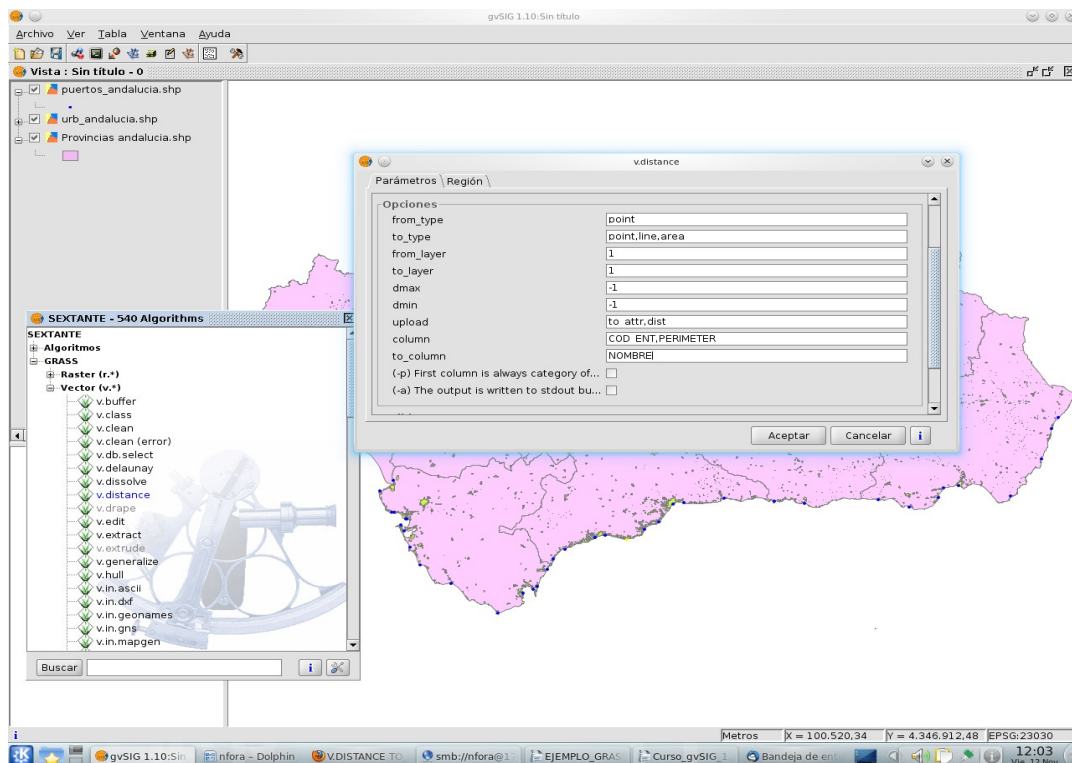 gvSIG 1.10:Sin título
Archivo Ver Tabla Ventana Ayuda
Vista : Sin título - 0
puertos_andalucia.shp
urb_andalucia.shp
Provincias andalucia.shp
v.distance
Parámetros Región
Opciones
from_type point
to_type point,line,area
from_layer 1
to_layer 1
dmax -1
dmin -1
upload to_attr,dist
column COD_ENT,PERIMETER
to_column NOMBRE
(-p) First column is always category of...
(-a) The output is written to stdout bu...
Aceptar Cancelar i
SEXTANTE - 540 Algorithms
SEXTANTE
Algoritmos
GRASS
Raster (r.*)
Vector (v.*)
v.buffer
v.class
v.clean
v.clean (error)
v.db.select
v.delaunay
v.dissolve
v.distance
v.drape
v.edit
v.extract
v.extrude
v.generalize
v.hull
v.in.ascii
v.in.dxf
v.in.geonames
v.in.gns
v.in.mapgen
Buscar i
i Metros X = 100.520,34 Y = 4.346.912,48 EPSG:23030
gvSIG 1.10:Sin nfora – Dolphin V.DISTANCE TO smb://nfora@1 EJEMPLO_GRAS Curso_gvSIG_1 Bandeja de ent 12:03
Vie, 12 Nov